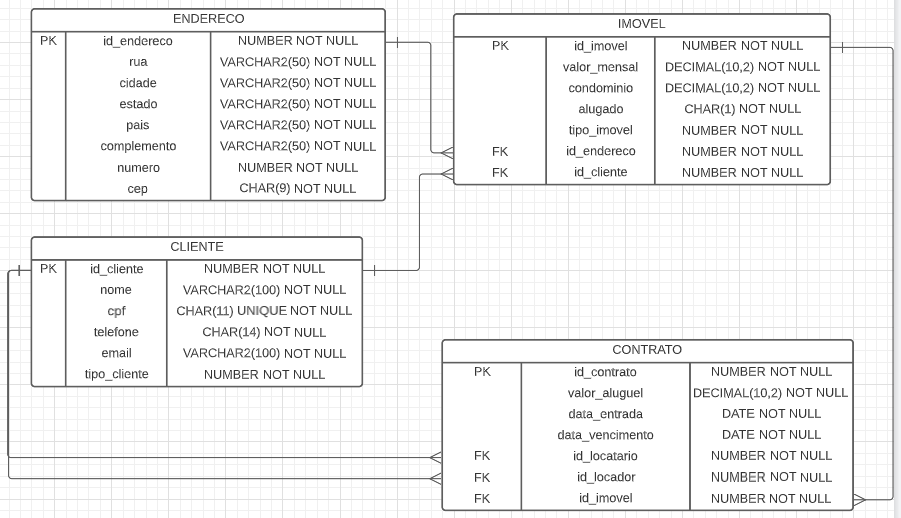 ENDERECO
PK id_endereco NUMBER NOT NULL
rua VARCHAR2(50) NOT NULL
cidade VARCHAR2(50) NOT NULL
estado VARCHAR2(50) NOT NULL
pais VARCHAR2(50) NOT NULL
complemento VARCHAR2(50) NOT NULL
numero NUMBER NOT NULL
cep CHAR(9) NOT NULL
IMOVEL
PK id_imovel NUMBER NOT NULL
valor_mensal DECIMAL(10,2) NOT NULL
condominio DECIMAL(10,2) NOT NULL
alugado CHAR(1) NOT NULL
tipo_imovel NUMBER NOT NULL
FK id_endereco NUMBER NOT NULL
FK id_cliente NUMBER NOT NULL
CLIENTE
PK id_cliente NUMBER NOT NULL
nome VARCHAR2(100) NOT NULL
cpf CHAR(11) UNIQUE NOT NULL
telefone CHAR(14) NOT NULL
email VARCHAR2(100) NOT NULL
tipo_cliente NUMBER NOT NULL
CONTRATO
PK id_contrato NUMBER NOT NULL
valor_aluguel DECIMAL(10,2) NOT NULL
data_entrada DATE NOT NULL
data_vencimento DATE NOT NULL
FK id_locatario NUMBER NOT NULL
FK id_locador NUMBER NOT NULL
FK id_imovel NUMBER NOT NULL